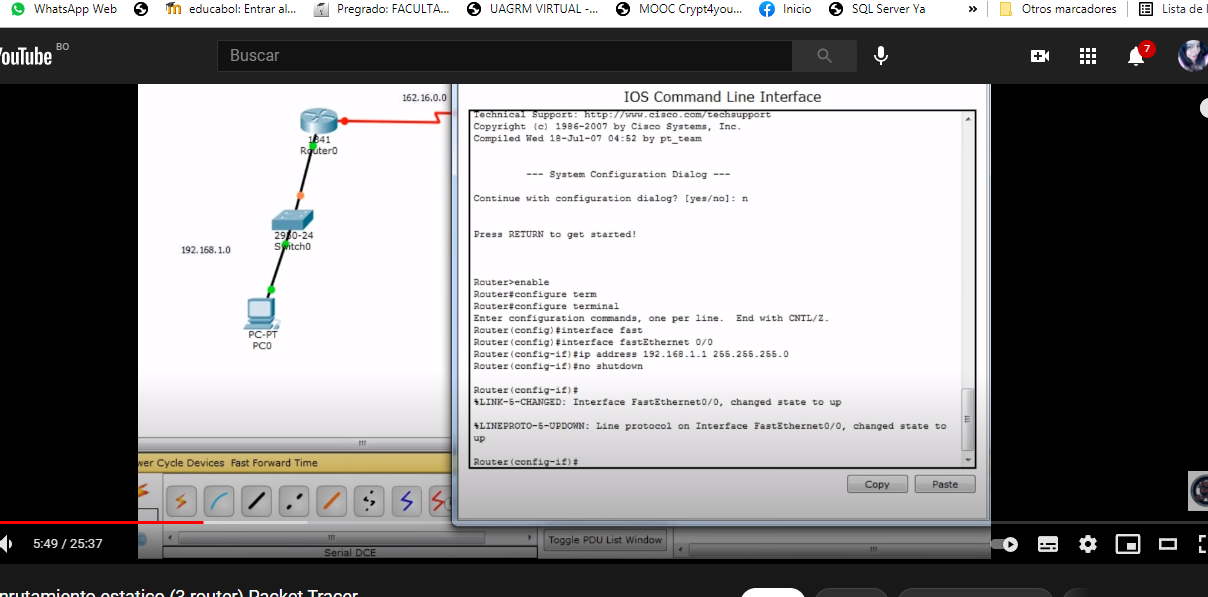 WhatsApp Web
educabol: Entrar al...
Pregrado: FACULTA...
UAGRM VIRTUAL -...
MOOC Crypt4you...
Inicio
SQL Server Ya
»
Otros marcadores
Lista de
YouTube BO
Buscar
7
162.16.0.0
1841
Router0
2950-24
Switch0
192.168.1.0
PC-PT
PC0
IOS Command Line Interface
Technical Support: http://www.cisco.com/techsupport
Copyright (c) 1986-2007 by Cisco Systems, Inc.
Compiled Wed 18-Jul-07 04:52 by pt_team
--- System Configuration Dialog ---
Continue with configuration dialog? [yes/no]: n
Press RETURN to get started!
Router>enable
Router#configure term
Router#configure terminal
Enter configuration commands, one per line.  End with CNTL/Z.
Router(config)#interface fast
Router(config)#interface fastEthernet 0/0
Router(config-if)#ip address 192.168.1.1 255.255.255.0
Router(config-if)#no shutdown
Router(config-if)#
%LINK-5-CHANGED: Interface FastEthernet0/0, changed state to up
%LINEPROTO-5-UPDOWN: Line protocol on Interface FastEthernet0/0, changed state to
up
Router(config-if)#
Copy
Paste
wer Cycle Devices  Fast Forward Time
Serial DCE
Toggle PDU List Window
5:49 / 25:37
nrutamiento estatico (3 router) Packet Tracer